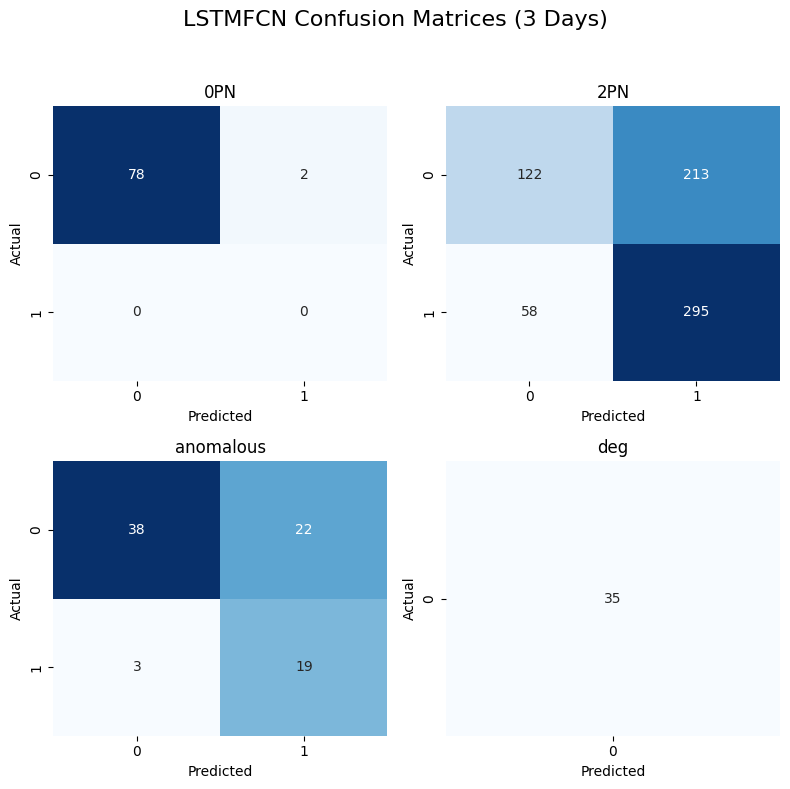 LSTMFCN Confusion Matrices (3 Days)
0PN
0
78
2
Actual
1
0
0
0
1
Predicted
2PN
0
122
213
Actual
1
58
295
0
1
Predicted
anomalous
0
38
22
Actual
1
3
19
0
1
Predicted
deg
Actual
0
35
0
Predicted